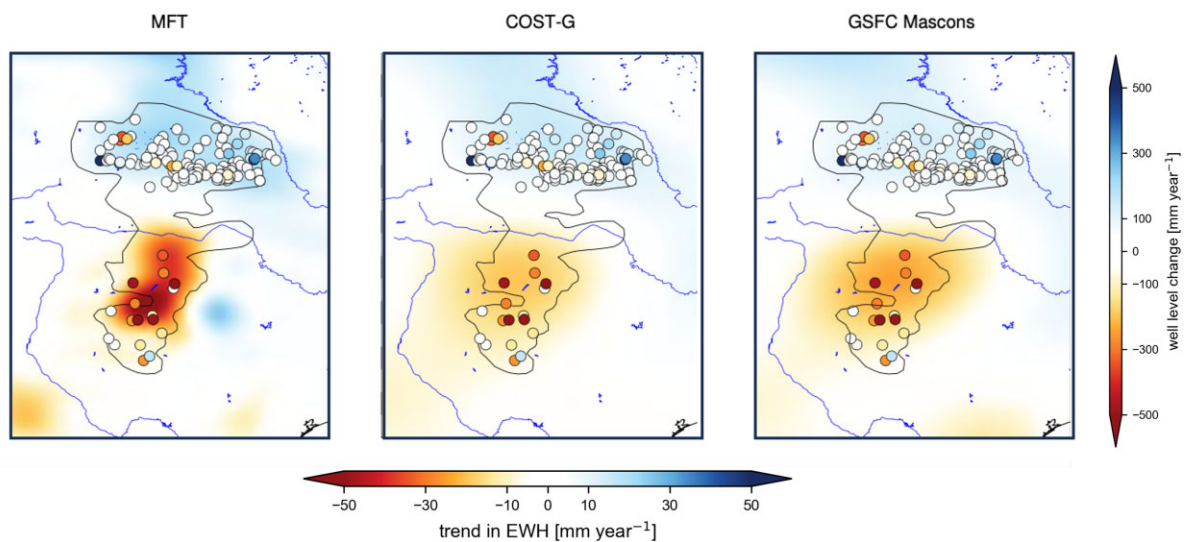 MFT
COST-G
GSFC Mascons
500
300
100
0
−100
−300
−500
well level change [mm year⁻¹]
−50 −30 −10 0 10 30 50
trend in EWH [mm year⁻¹]